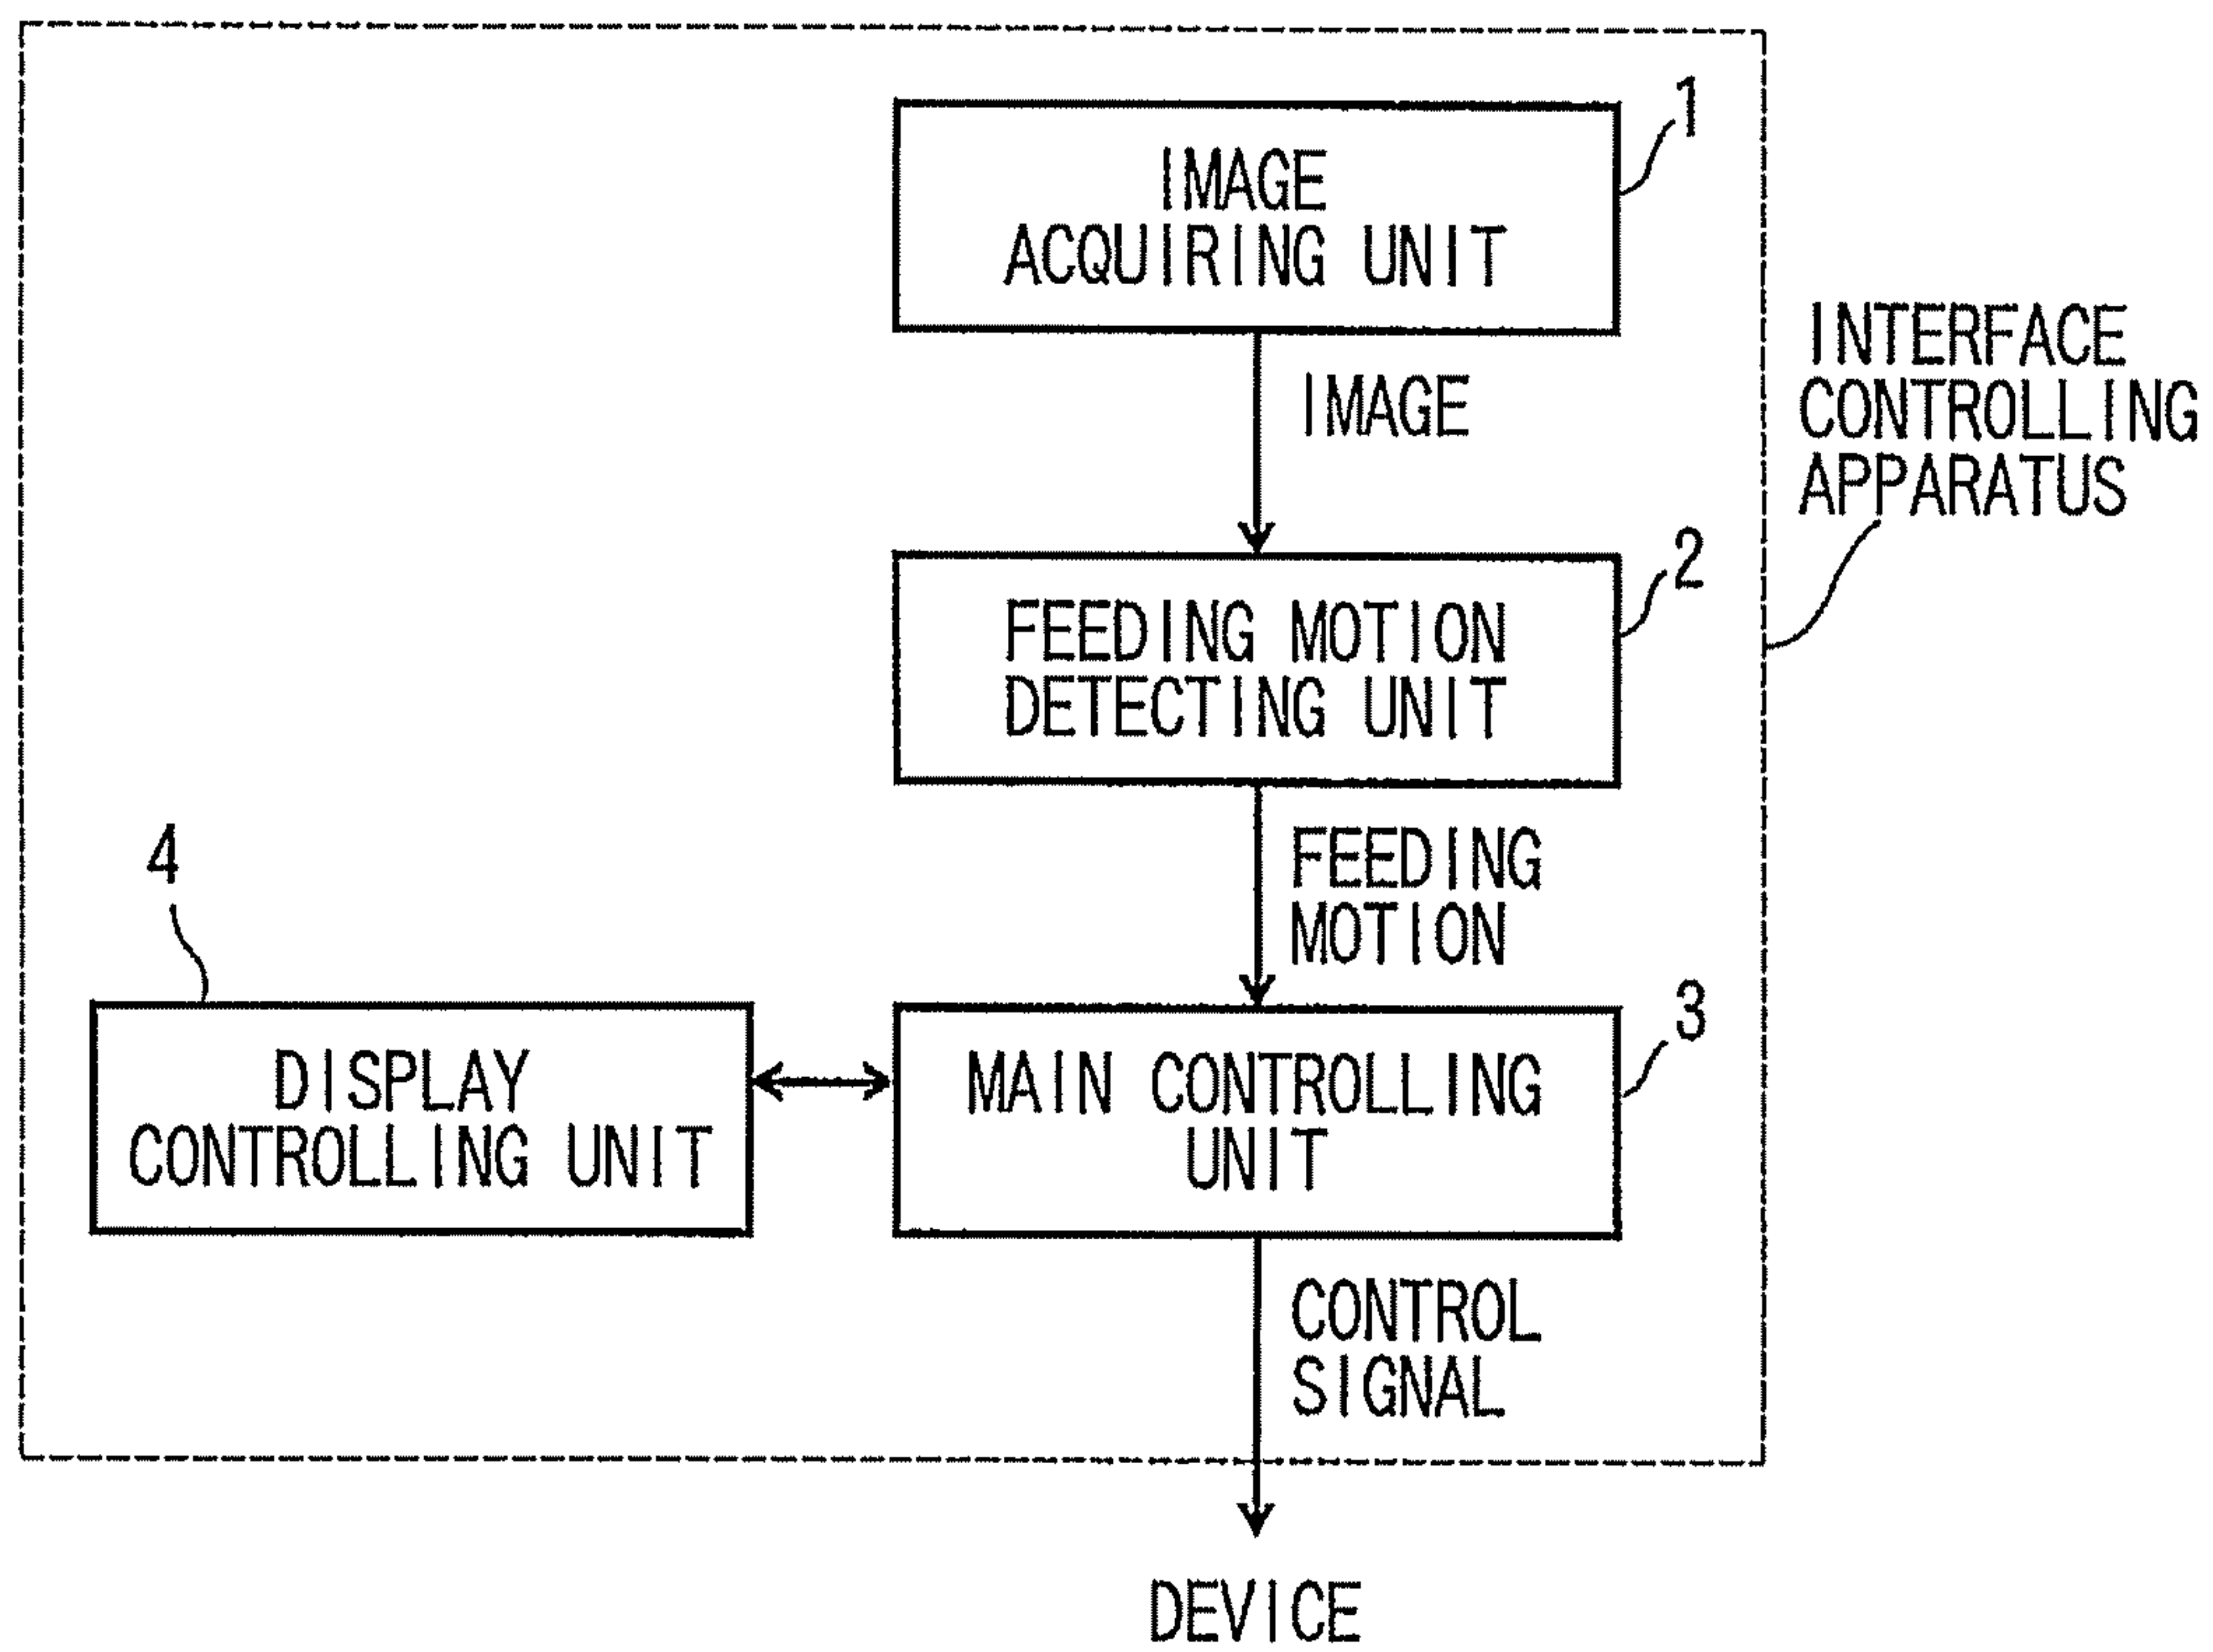 1
IMAGE
ACQUIRING UNIT
IMAGE
INTERFACE
CONTROLLING
APPARATUS
2
FEEDING MOTION
DETECTING UNIT
FEEDING
MOTION
4
3
DISPLAY
CONTROLLING UNIT
MAIN CONTROLLING
UNIT
CONTROL
SIGNAL
DEVICE